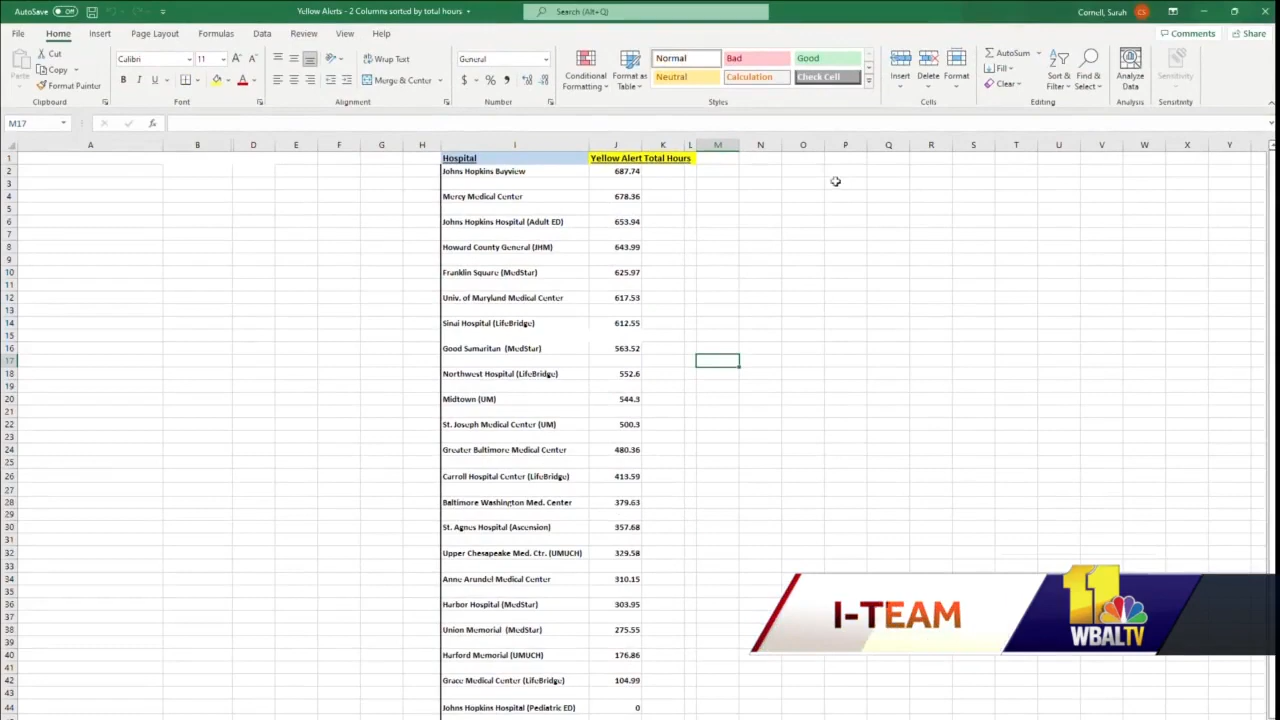 AutoSave Off Yellow Alerts - 2 Columns sorted by total hours Search (Alt+Q) Cornell, Sarah CS
File Home Insert Page Layout Formulas Data Review View Help Comments Share
Paste Cut Copy Format Painter
Calibri 11 A A
B I U A
Wrap Text
Merge & Center
General
$ % 9
Conditional Formatting Format as Table
Normal Bad Good
Neutral Calculation Check Cell
Insert Delete Format
AutoSum Fill Clear
Sort & Filter Find & Select
Analyze Data Sensitivity
Clipboard Font Alignment Number Styles Cells Editing Analysis Sensitivity
M17 fx
A B D E F G H I J K L M N O P Q R S T U V W X Y
1 Hospital Yellow Alert Total Hours
2 Johns Hopkins Bayview 687.74
3
4 Mercy Medical Center 678.36
5
6 Johns Hopkins Hospital (Adult ED) 653.94
7
8 Howard County General (JHM) 643.99
9
10 Franklin Square (MedStar) 625.97
11
12 Univ. of Maryland Medical Center 617.53
13
14 Sinai Hospital (LifeBridge) 612.55
15
16 Good Samaritan (MedStar) 563.52
17
18 Northwest Hospital (LifeBridge) 552.6
19
20 Midtown (UM) 544.3
21
22 St. Joseph Medical Center (UM) 500.3
23
24 Greater Baltimore Medical Center 480.36
25
26 Carroll Hospital Center (LifeBridge) 413.59
27
28 Baltimore Washington Med. Center 379.63
29
30 St. Agnes Hospital (Ascension) 357.68
31
32 Upper Chesapeake Med. Ctr. (UMUCH) 329.58
33
34 Anne Arundel Medical Center 310.15
35
36 Harbor Hospital (MedStar) 303.95
37
38 Union Memorial (MedStar) 275.55
39
40 Harford Memorial (UMUCH) 176.86
41
42 Grace Medical Center (LifeBridge) 104.99
43
44 Johns Hopkins Hospital (Pediatric ED) 0
I-TEAM
11
WBALTV